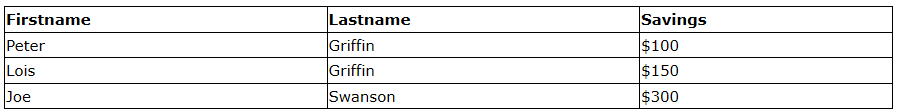 Firstname Lastname Savings
Peter Griffin $100
Lois Griffin $150
Joe Swanson $300